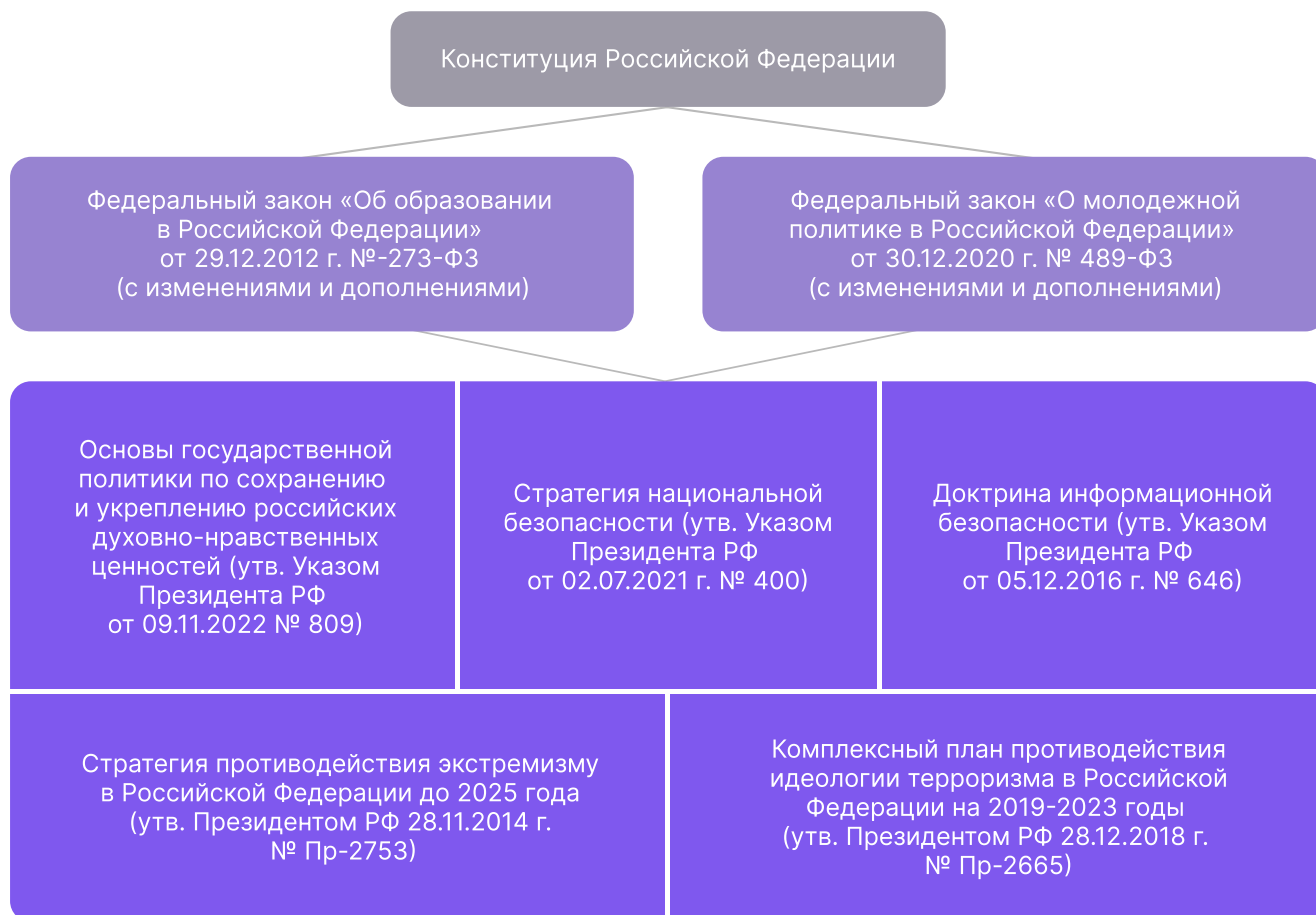 Конституция Российской Федерации
Федеральный закон «Об образовании
в Российской Федерации»
от 29.12.2012 г. №-273-ФЗ
(с изменениями и дополнениями)
Федеральный закон «О молодежной
политике в Российской Федерации»
от 30.12.2020 г. № 489-ФЗ
(с изменениями и дополнениями)
Основы государственной
политики по сохранению
и укреплению российских
духовно-нравственных
ценностей (утв. Указом
Президента РФ
от 09.11.2022 № 809)
Стратегия национальной
безопасности (утв. Указом
Президента РФ
от 02.07.2021 г. № 400)
Доктрина информационной
безопасности (утв. Указом
Президента РФ
от 05.12.2016 г. № 646)
Стратегия противодействия экстремизму
в Российской Федерации до 2025 года
(утв. Президентом РФ 28.11.2014 г.
№ Пр-2753)
Комплексный план противодействия
идеологии терроризма в Российской
Федерации на 2019-2023 годы
(утв. Президентом РФ 28.12.2018 г.
№ Пр-2665)